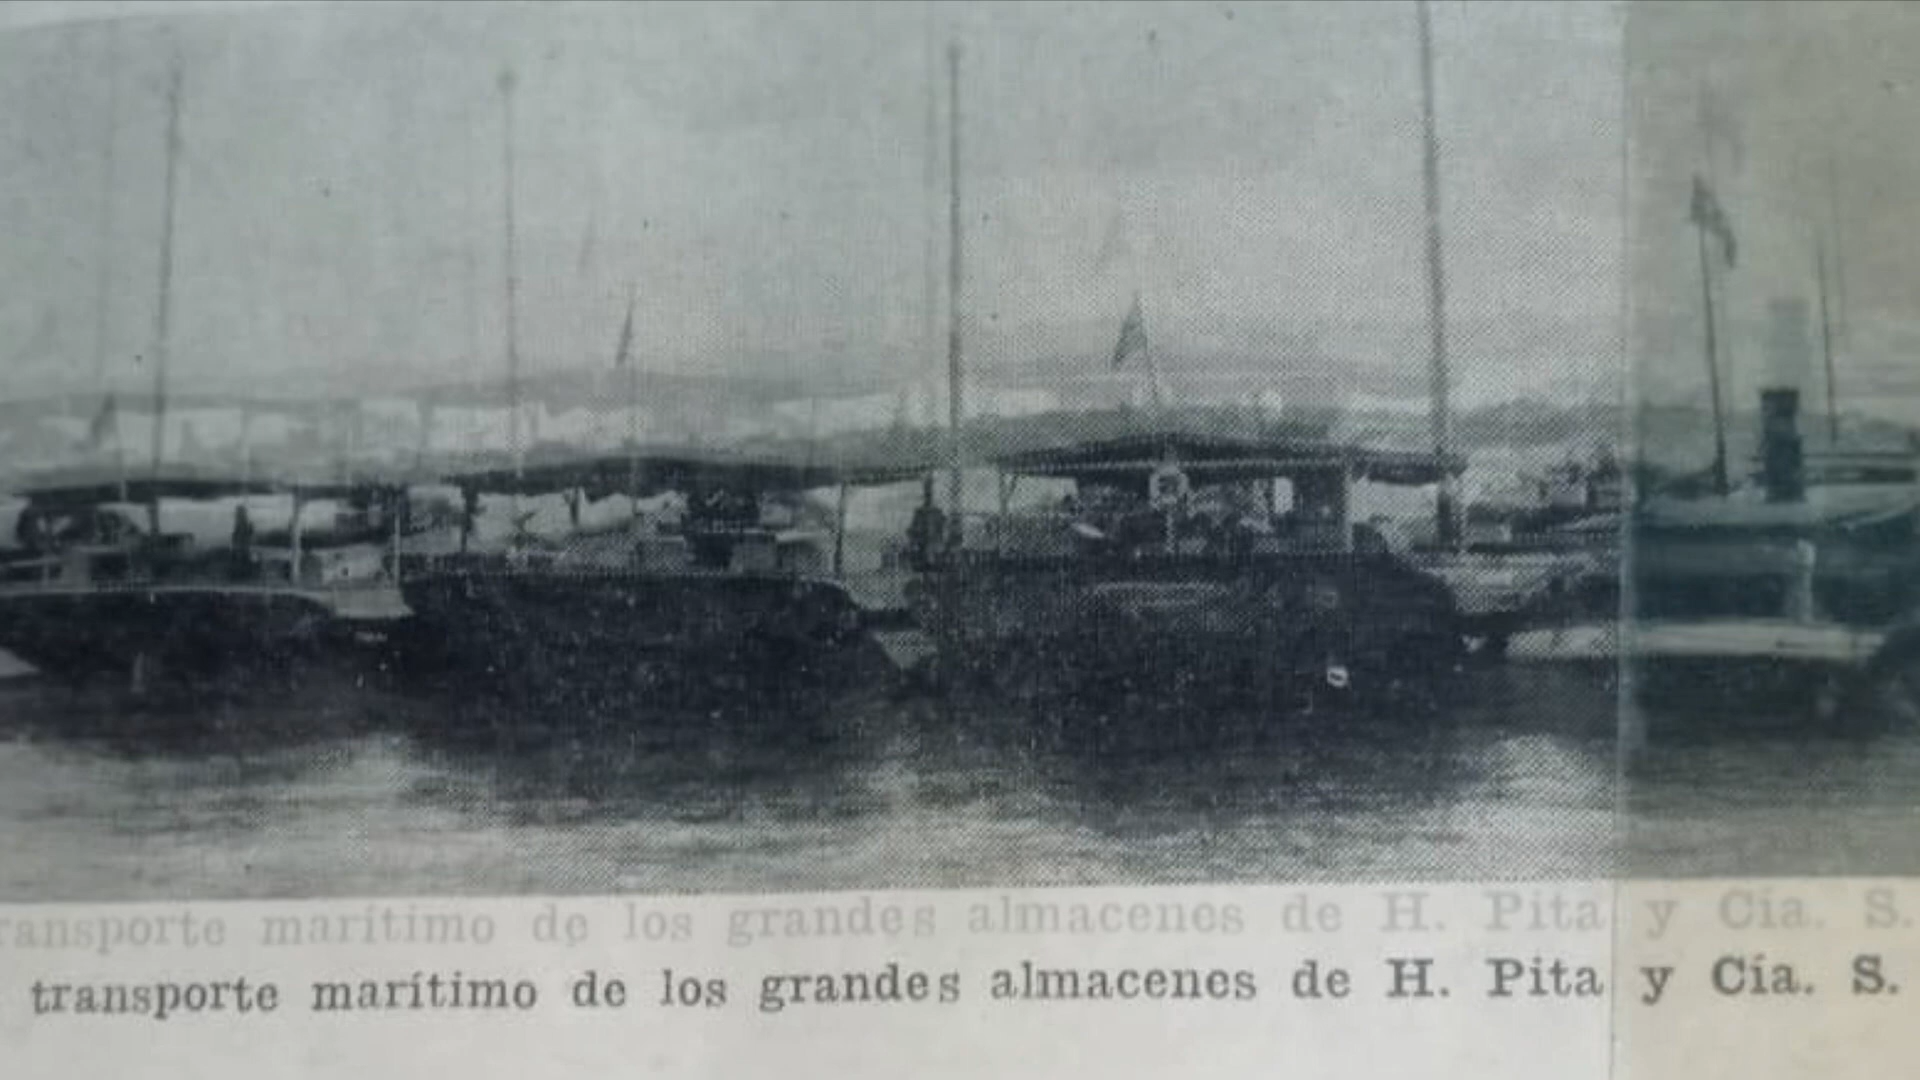 ransporte marítimo de los grandes almacenes de H. Pita y Cía. S.
transporte marítimo de los grandes almacenes de H. Pita y Cía. S.